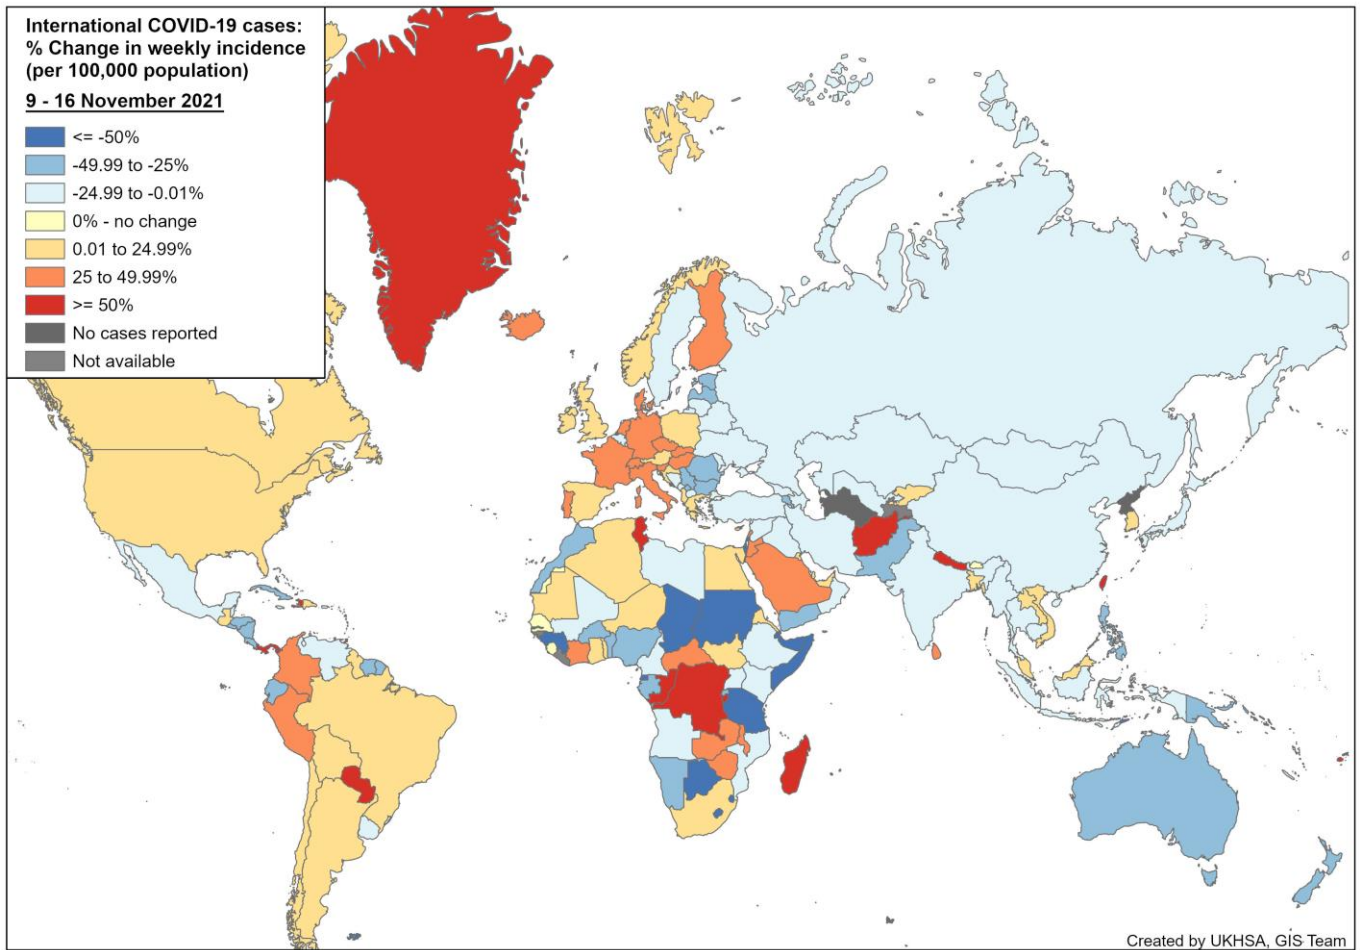 International COVID-19 cases:
% Change in weekly incidence
(per 100,000 population)
9 - 16 November 2021
<= -50%
-49.99 to -25%
-24.99 to -0.01%
0% - no change
0.01 to 24.99%
25 to 49.99%
>= 50%
No cases reported
Not available
Created by UKHSA, GIS Team